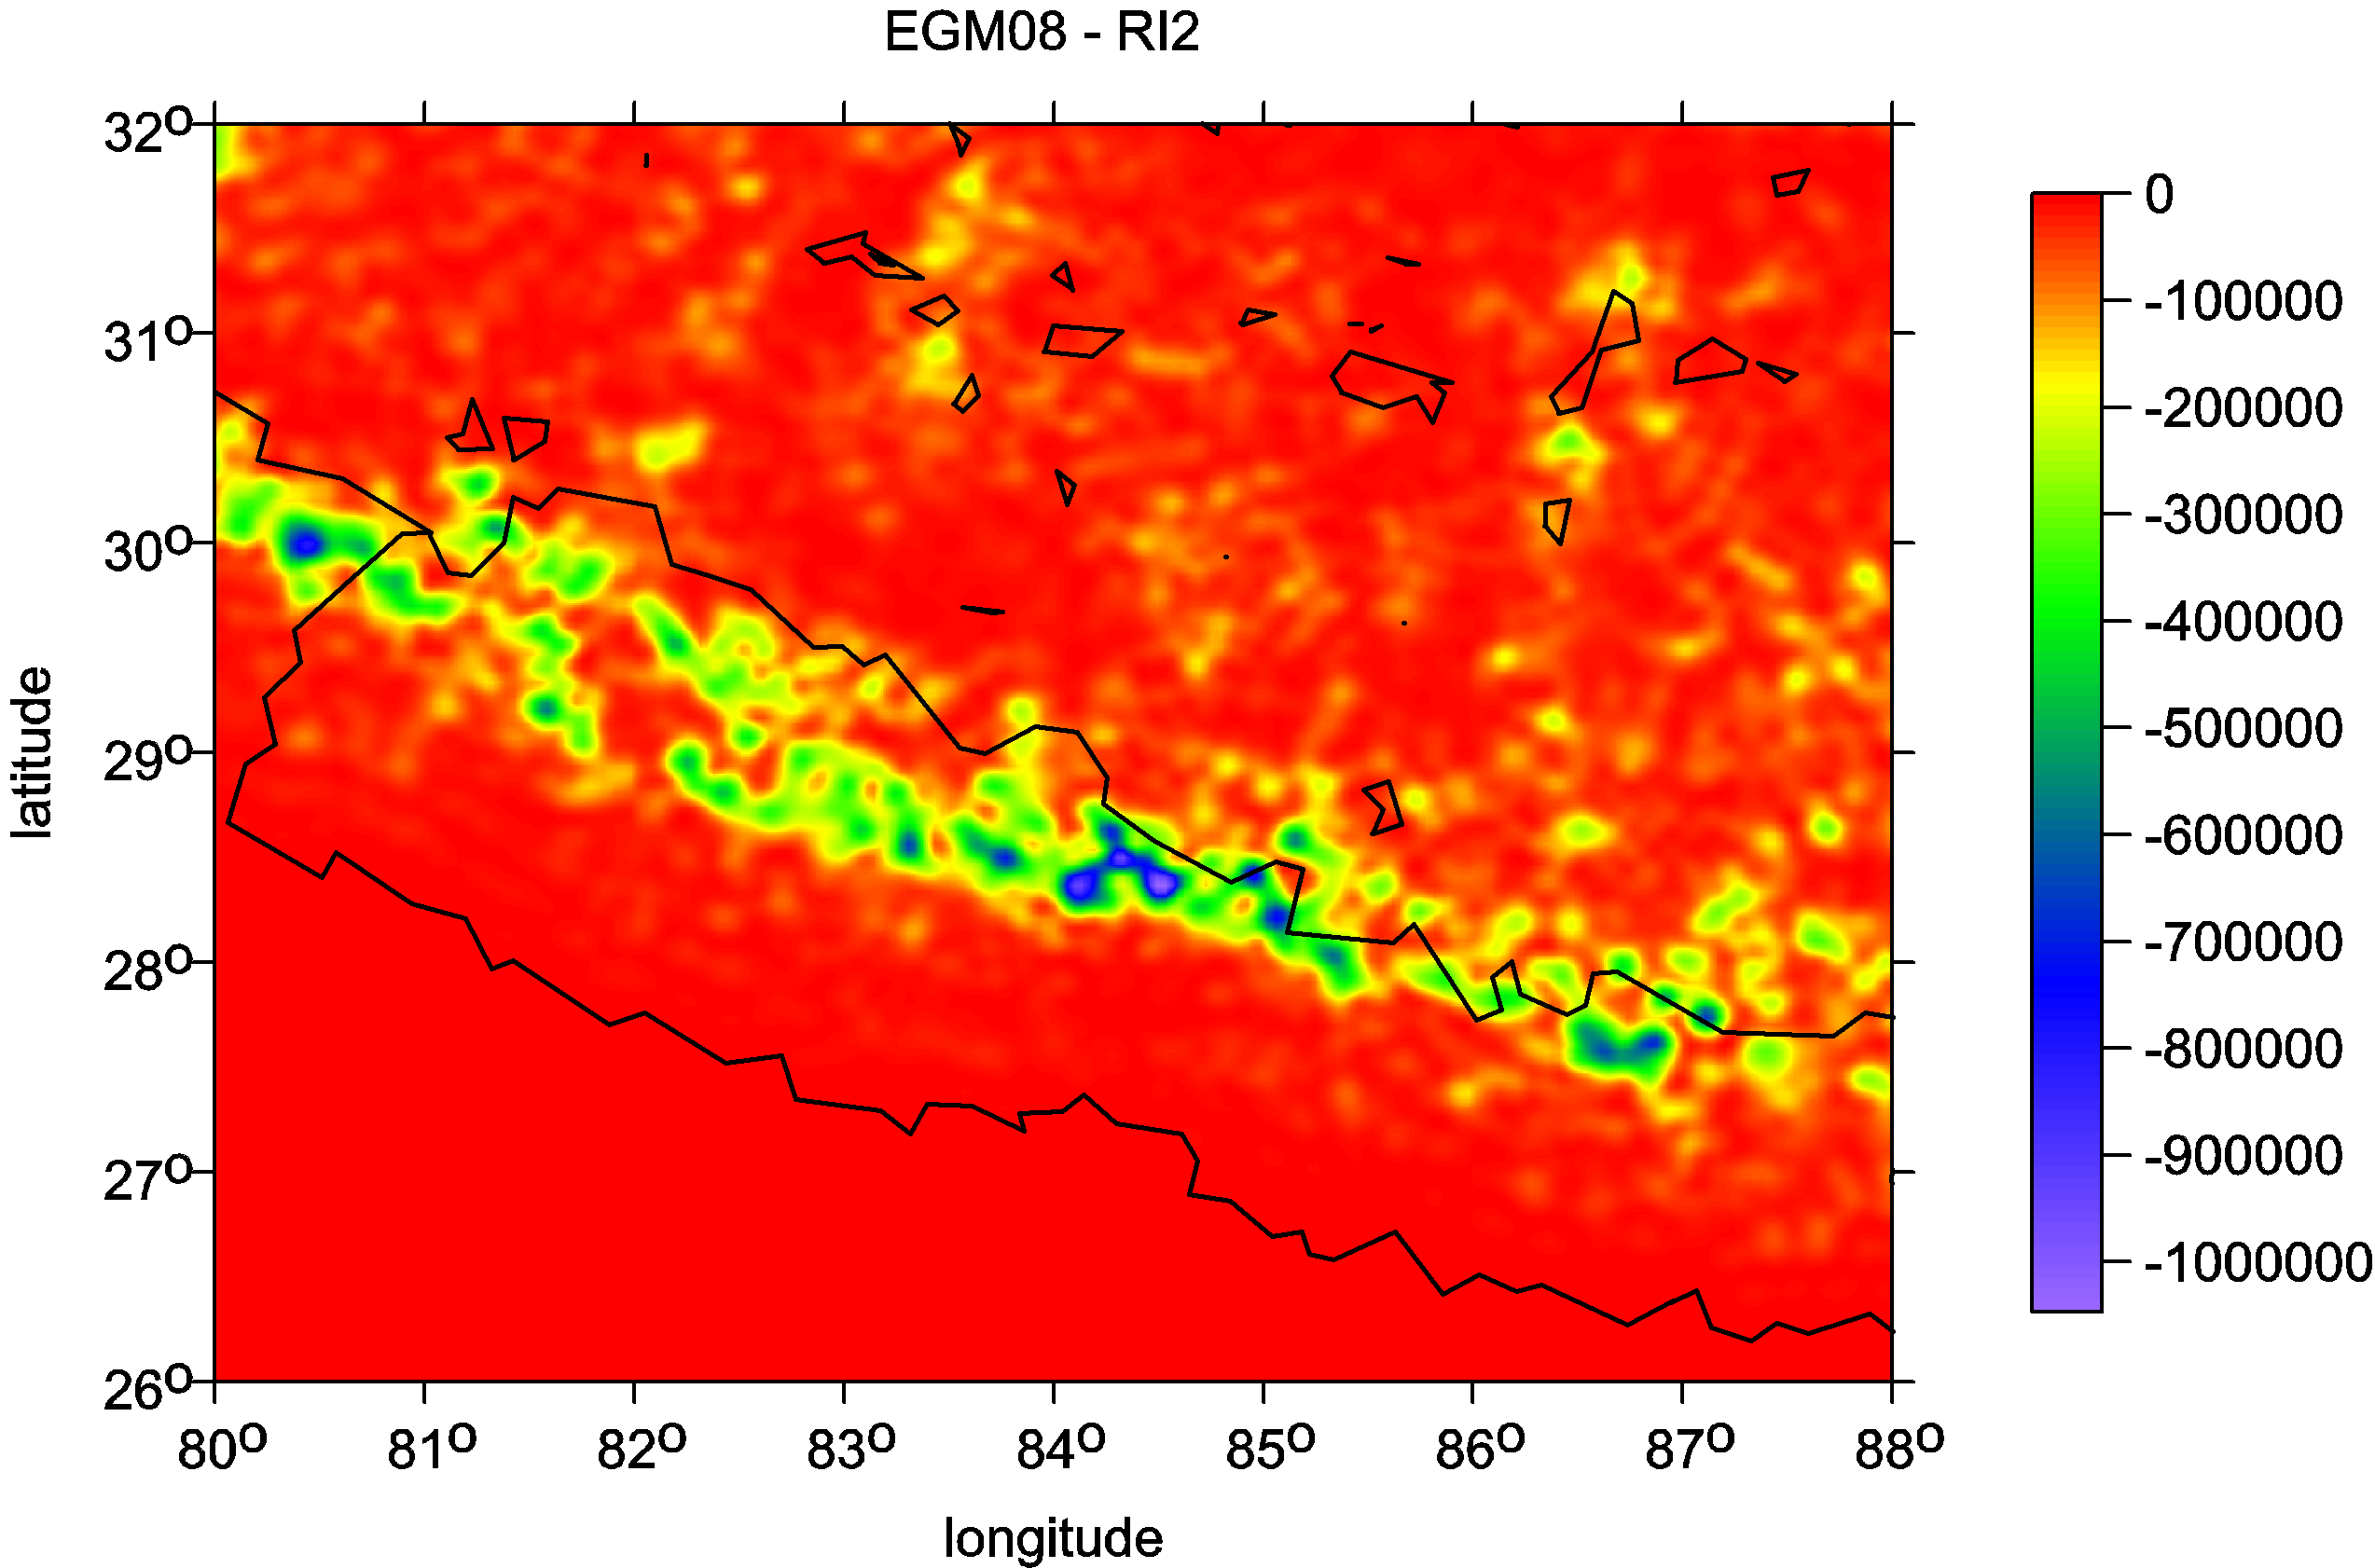 EGM08 - RI2
32º
31º
30º
29º
28º
27º
26º
latitude
80º 81º 82º 83º 84º 85º 86º 87º 88º
longitude
0
-100000
-200000
-300000
-400000
-500000
-600000
-700000
-800000
-900000
-1000000